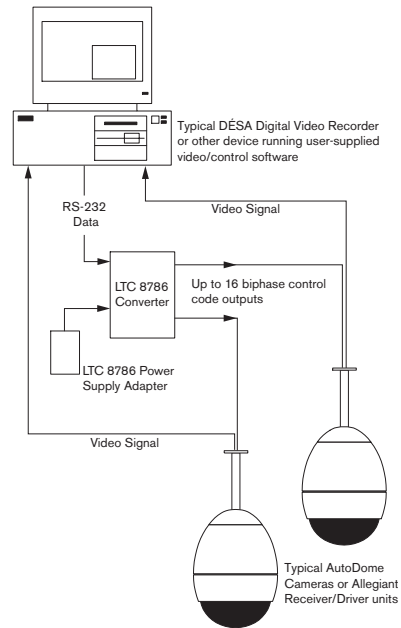 Typical DÉSA Digital Video Recorder
or other device running user-supplied
video/control software
RS-232
Data
Video Signal
LTC 8786
Converter
Up to 16 biphase control
code outputs
LTC 8786 Power
Supply Adapter
Video Signal
Typical AutoDome
Cameras or Allegiant
Receiver/Driver units